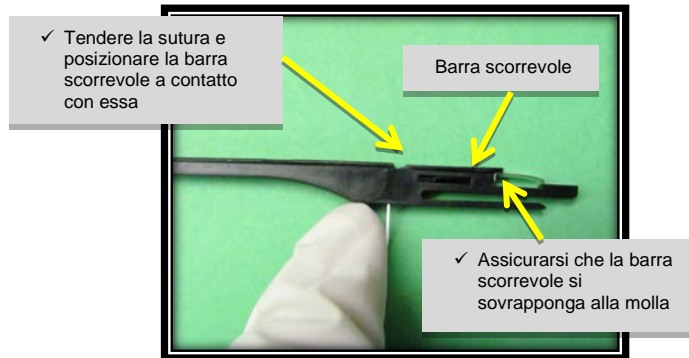 ✓ Tendere la sutura e
posizionare la barra
scorrevole a contatto
con essa
Barra scorrevole
✓ Assicurarsi che la barra
scorrevole si
sovrapponga alla molla